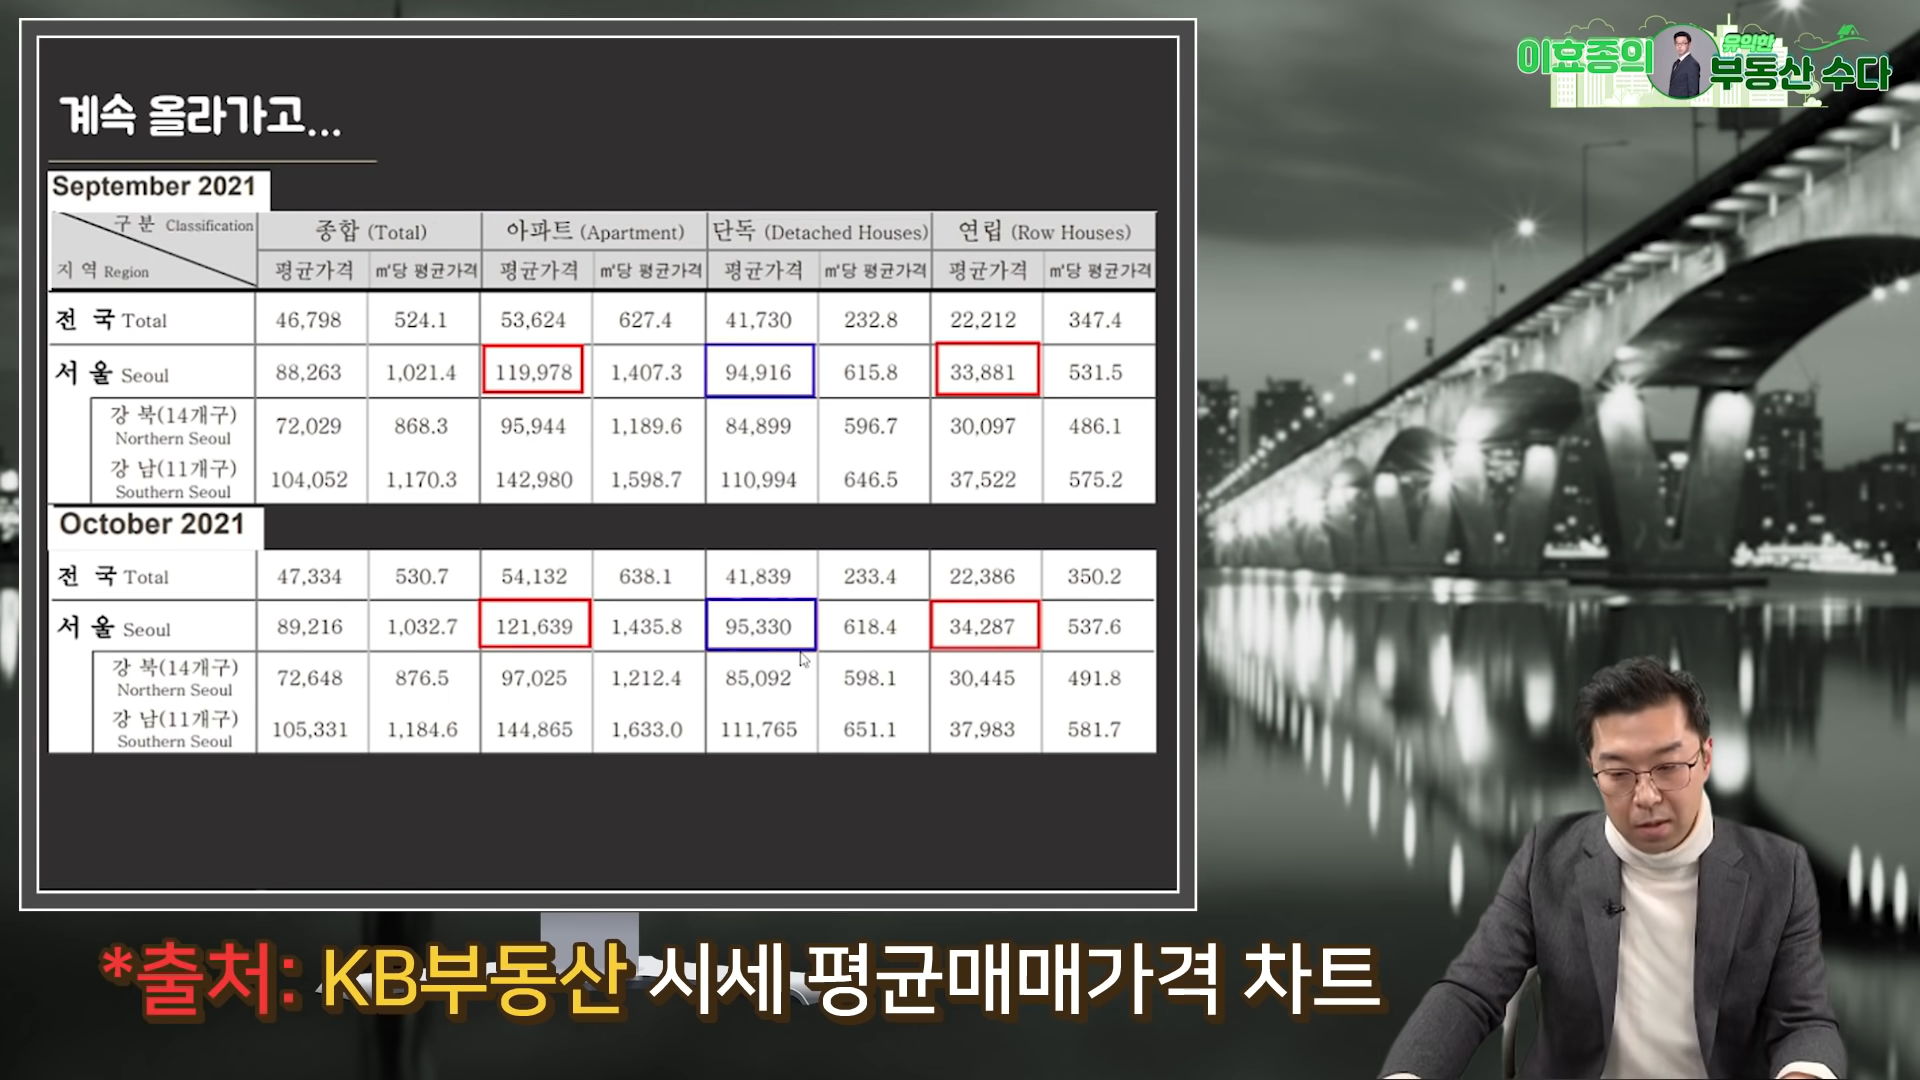 이효종의
유익한
부동산 수다
계속 올라가고...
September 2021
구 분 Classification
지 역 Region
종합 (Total) 아파트 (Apartment) 단독 (Detached Houses) 연립 (Row Houses)
평균가격 ㎡당 평균가격 평균가격 ㎡당 평균가격 평균가격 ㎡당 평균가격 평균가격 ㎡당 평균가격
전 국 Total 46,798 524.1 53,624 627.4 41,730 232.8 22,212 347.4
서 울 Seoul 88,263 1,021.4 119,978 1,407.3 94,916 615.8 33,881 531.5
강 북(14개구) Northern Seoul 72,029 868.3 95,944 1,189.6 84,899 596.7 30,097 486.1
강 남(11개구) Southern Seoul 104,052 1,170.3 142,980 1,598.7 110,994 646.5 37,522 575.2
October 2021
전 국 Total 47,334 530.7 54,132 638.1 41,839 233.4 22,386 350.2
서 울 Seoul 89,216 1,032.7 121,639 1,435.8 95,330 618.4 34,287 537.6
강 북(14개구) Northern Seoul 72,648 876.5 97,025 1,212.4 85,092 598.1 30,445 491.8
강 남(11개구) Southern Seoul 105,331 1,184.6 144,865 1,633.0 111,765 651.1 37,983 581.7
*출처: KB부동산 시세 평균매매가격 차트